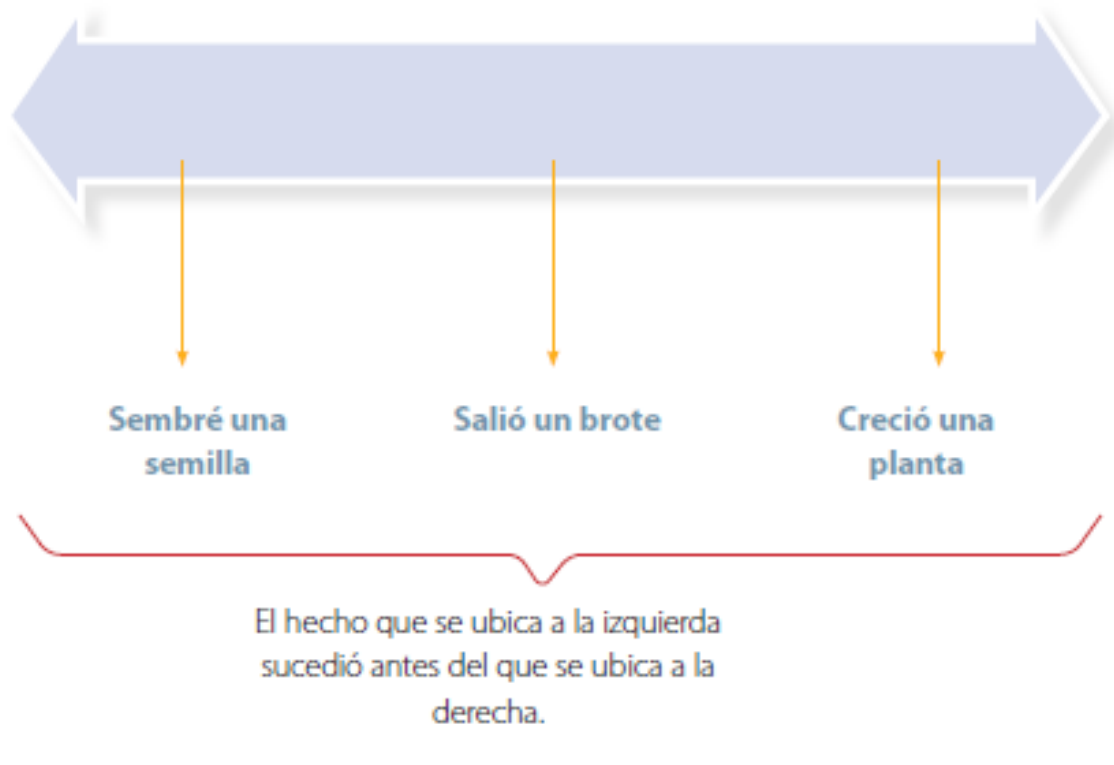 Sembré una
semilla
Salió un brote
Creció una
planta
El hecho que se ubica a la izquierda
sucedió antes del que se ubica a la
derecha.